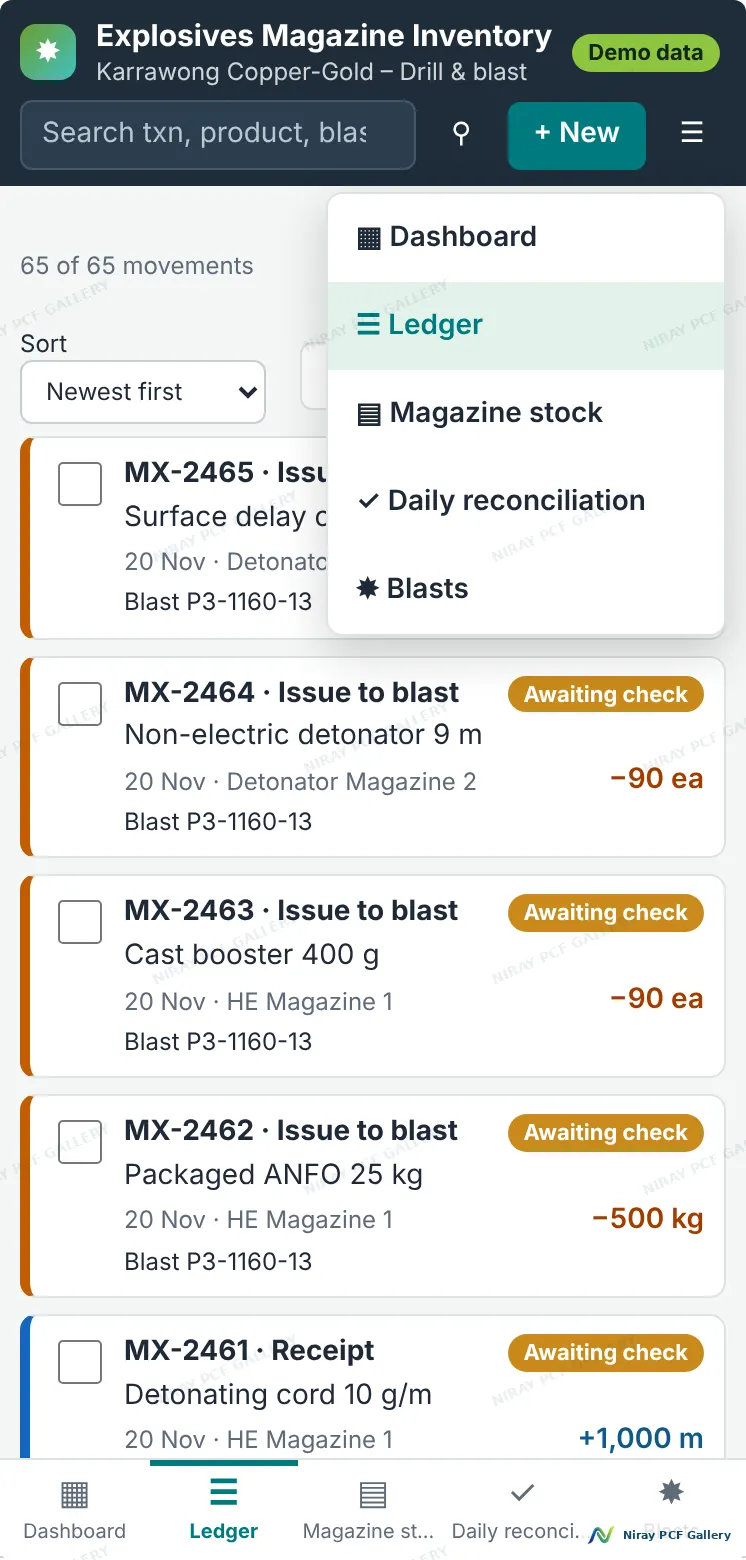 Explosives Magazine Inventory
Karrawong Copper-Gold – Drill & blast
Demo data
Search txn, product, blas
+ New
Dashboard
Ledger
Magazine stock
Daily reconciliation
Blasts
65 of 65 movements
Sort
Newest first
MX-2465 · Issu
Surface delay c
20 Nov · Detonato
Blast P3-1160-13
MX-2464 · Issue to blast
Awaiting check
Non-electric detonator 9 m
20 Nov · Detonator Magazine 2
−90 ea
Blast P3-1160-13
MX-2463 · Issue to blast
Awaiting check
Cast booster 400 g
20 Nov · HE Magazine 1
−90 ea
Blast P3-1160-13
MX-2462 · Issue to blast
Awaiting check
Packaged ANFO 25 kg
20 Nov · HE Magazine 1
−500 kg
Blast P3-1160-13
MX-2461 · Receipt
Awaiting check
Detonating cord 10 g/m
20 Nov · HE Magazine 1
+1,000 m
Dashboard
Ledger
Magazine st...
Daily reconci...
Blasts
Niray PCF Gallery
NIRAY PCF GALLERY